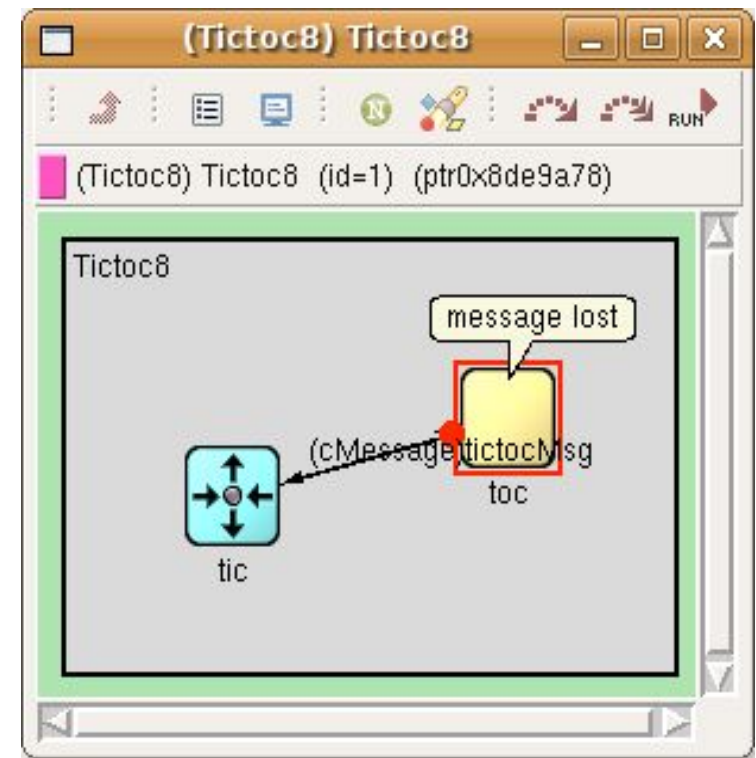 (Tictoc8) Tictoc8
N
RUN
(Tictoc8) Tictoc8 (id=1) (ptr0x8de9a78)
Tictoc8
message lost
(cMessage)tictocMsg
toc
tic